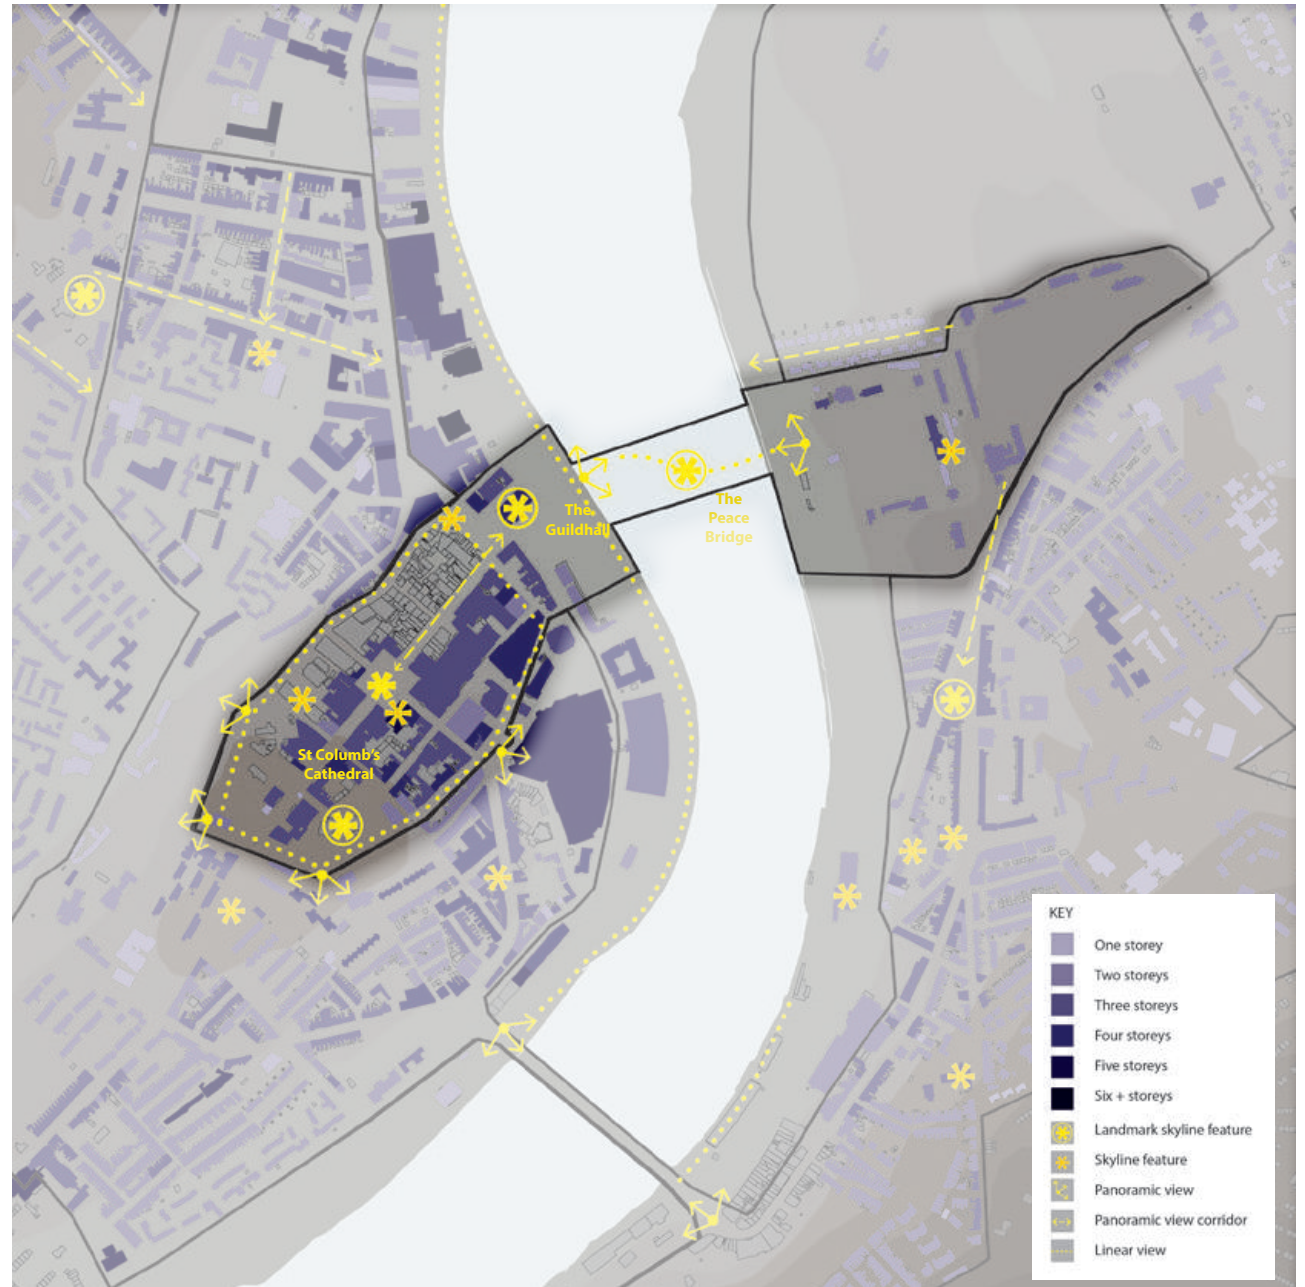 The
Guildhall
The
Peace
Bridge
St Columb's
Cathedral
KEY
One storey
Two storeys
Three storeys
Four storeys
Five storeys
Six + storeys
Landmark skyline feature
Skyline feature
Panoramic view
Panoramic view corridor
Linear view